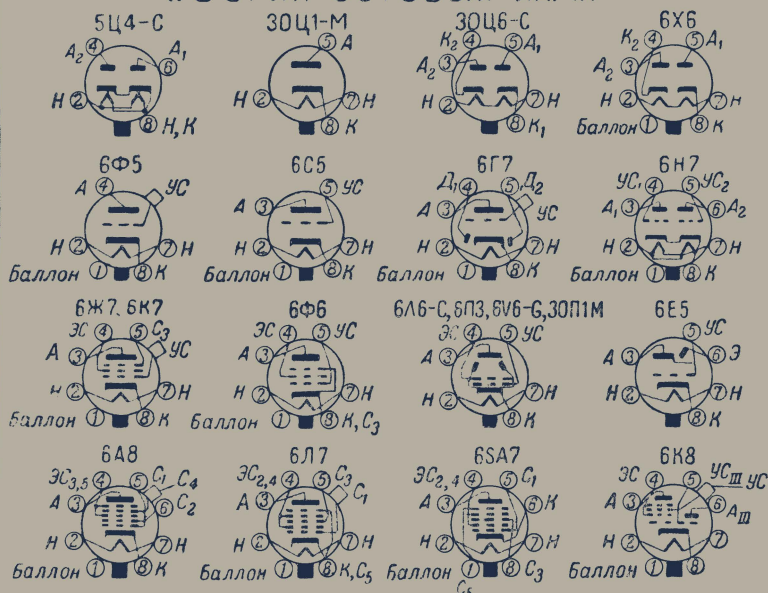 5Ц4-С 30Ц1-М 30Ц6-С 6Х6
А₂ ④ А₁ ⑥ Н ② ⑧ Н,К
⑤ А Н ② ⑦ Н ⑧ К
К₂ ④ ⑤ А₁ А₂ ③ Н ② ⑦ Н ⑧ К₁
К₂ ④ ⑤ А₁ А₂ ③ Н ② ⑦ Н Баллон ① ⑧ К
6Ф5 6С5 6Г7 6Н7
А ④ УС Н ② ⑦ Н Баллон ① ⑧ К
⑤ УС А ③ Н ② ⑦ Н Баллон ① ⑧ К
Д₁ ④ ⑤ Д₂ А ③ УС Н ② ⑦ Н Баллон ① ⑧ К
УС₁ ④ ⑤ УС₂ А₁ ③ ⑥ А₂ Н ② ⑦ Н Баллон ① ⑧ К
6Ж7, 6К7 6Ф6 6Л6-С, 6П3, 6V6-G, 30П1М 6Е5
ЭС ④ ⑤ С₃ А ③ УС Н ② ⑦ Н Баллон ① ⑧ К
ЭС ④ ⑤ УС А ③ Н ② ⑦ Н Баллон ① ⑧ К,С₃
ЭС ④ ⑤ УС А ③ Н ② ⑦ Н Баллон ① ⑧ К
⑤ УС А ③ ⑥ Э Н ② ⑦ Н ⑧ К
6А8 6Л7 6SA7 6К8
ЭС₃,₅ ④ ⑤ С₁ С₄ А ③ ⑥ С₂ Н ② ⑦ Н Баллон ① ⑧ К
ЭС₂,₄ ④ ⑤ С₃ С₁ А ③ Н ② ⑦ Н Баллон ① ⑧ К,С₅
ЭС₂,₄ ④ ⑤ С₁ А ③ ⑥ К Н ② ⑦ Н Баллон ① ⑧ С₃
ЭС ④ ⑤ УС III УС А ③ ⑥ А III Н ② ⑦ Баллон ① ⑧ К